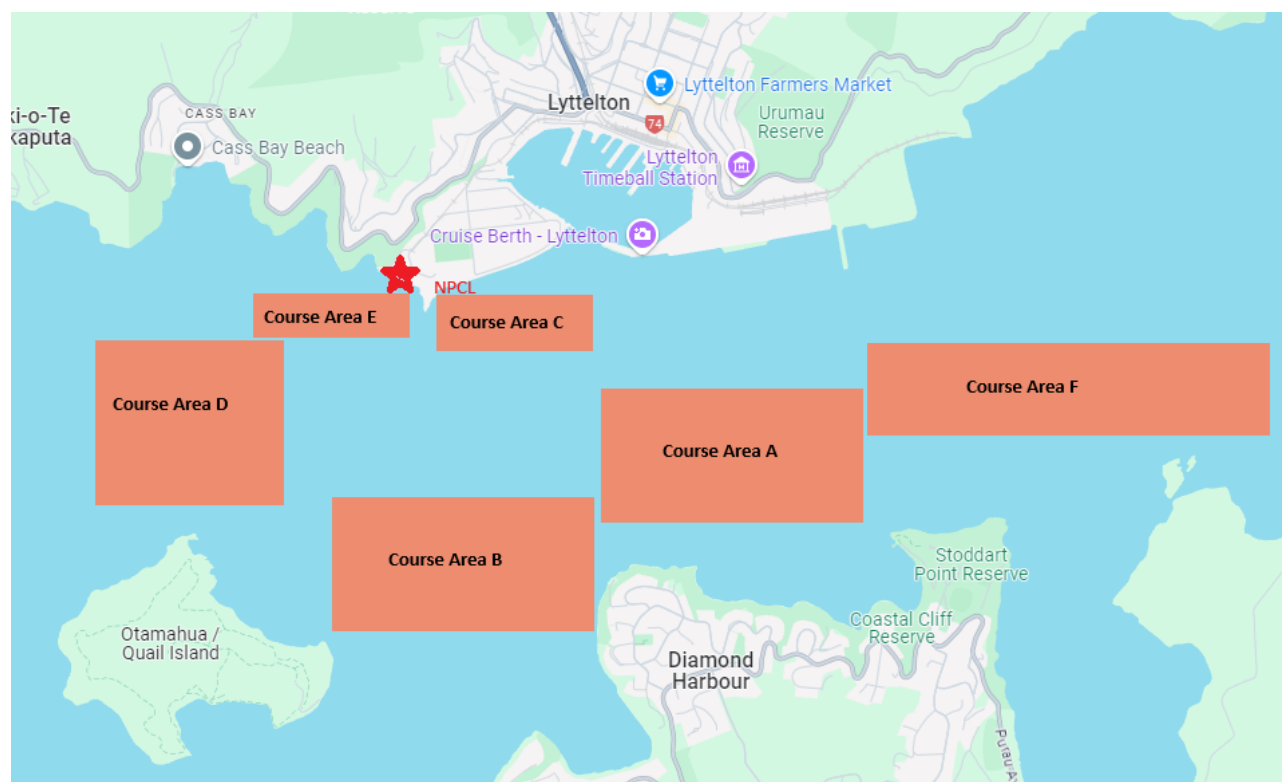 Lyttelton Farmers Market
Lyttelton
74
Urumau
Reserve
ki-o-Te
kaputa
CASS BAY
Cass Bay Beach
Lyttelton
Timeball Station
Cruise Berth - Lyttelton
NPCL
Course Area E
Course Area C
Course Area D
Course Area F
Course Area A
Course Area B
Stoddart
Point Reserve
Coastal Cliff
Reserve
Otamahua /
Quail Island
Diamond
Harbour
Purau A